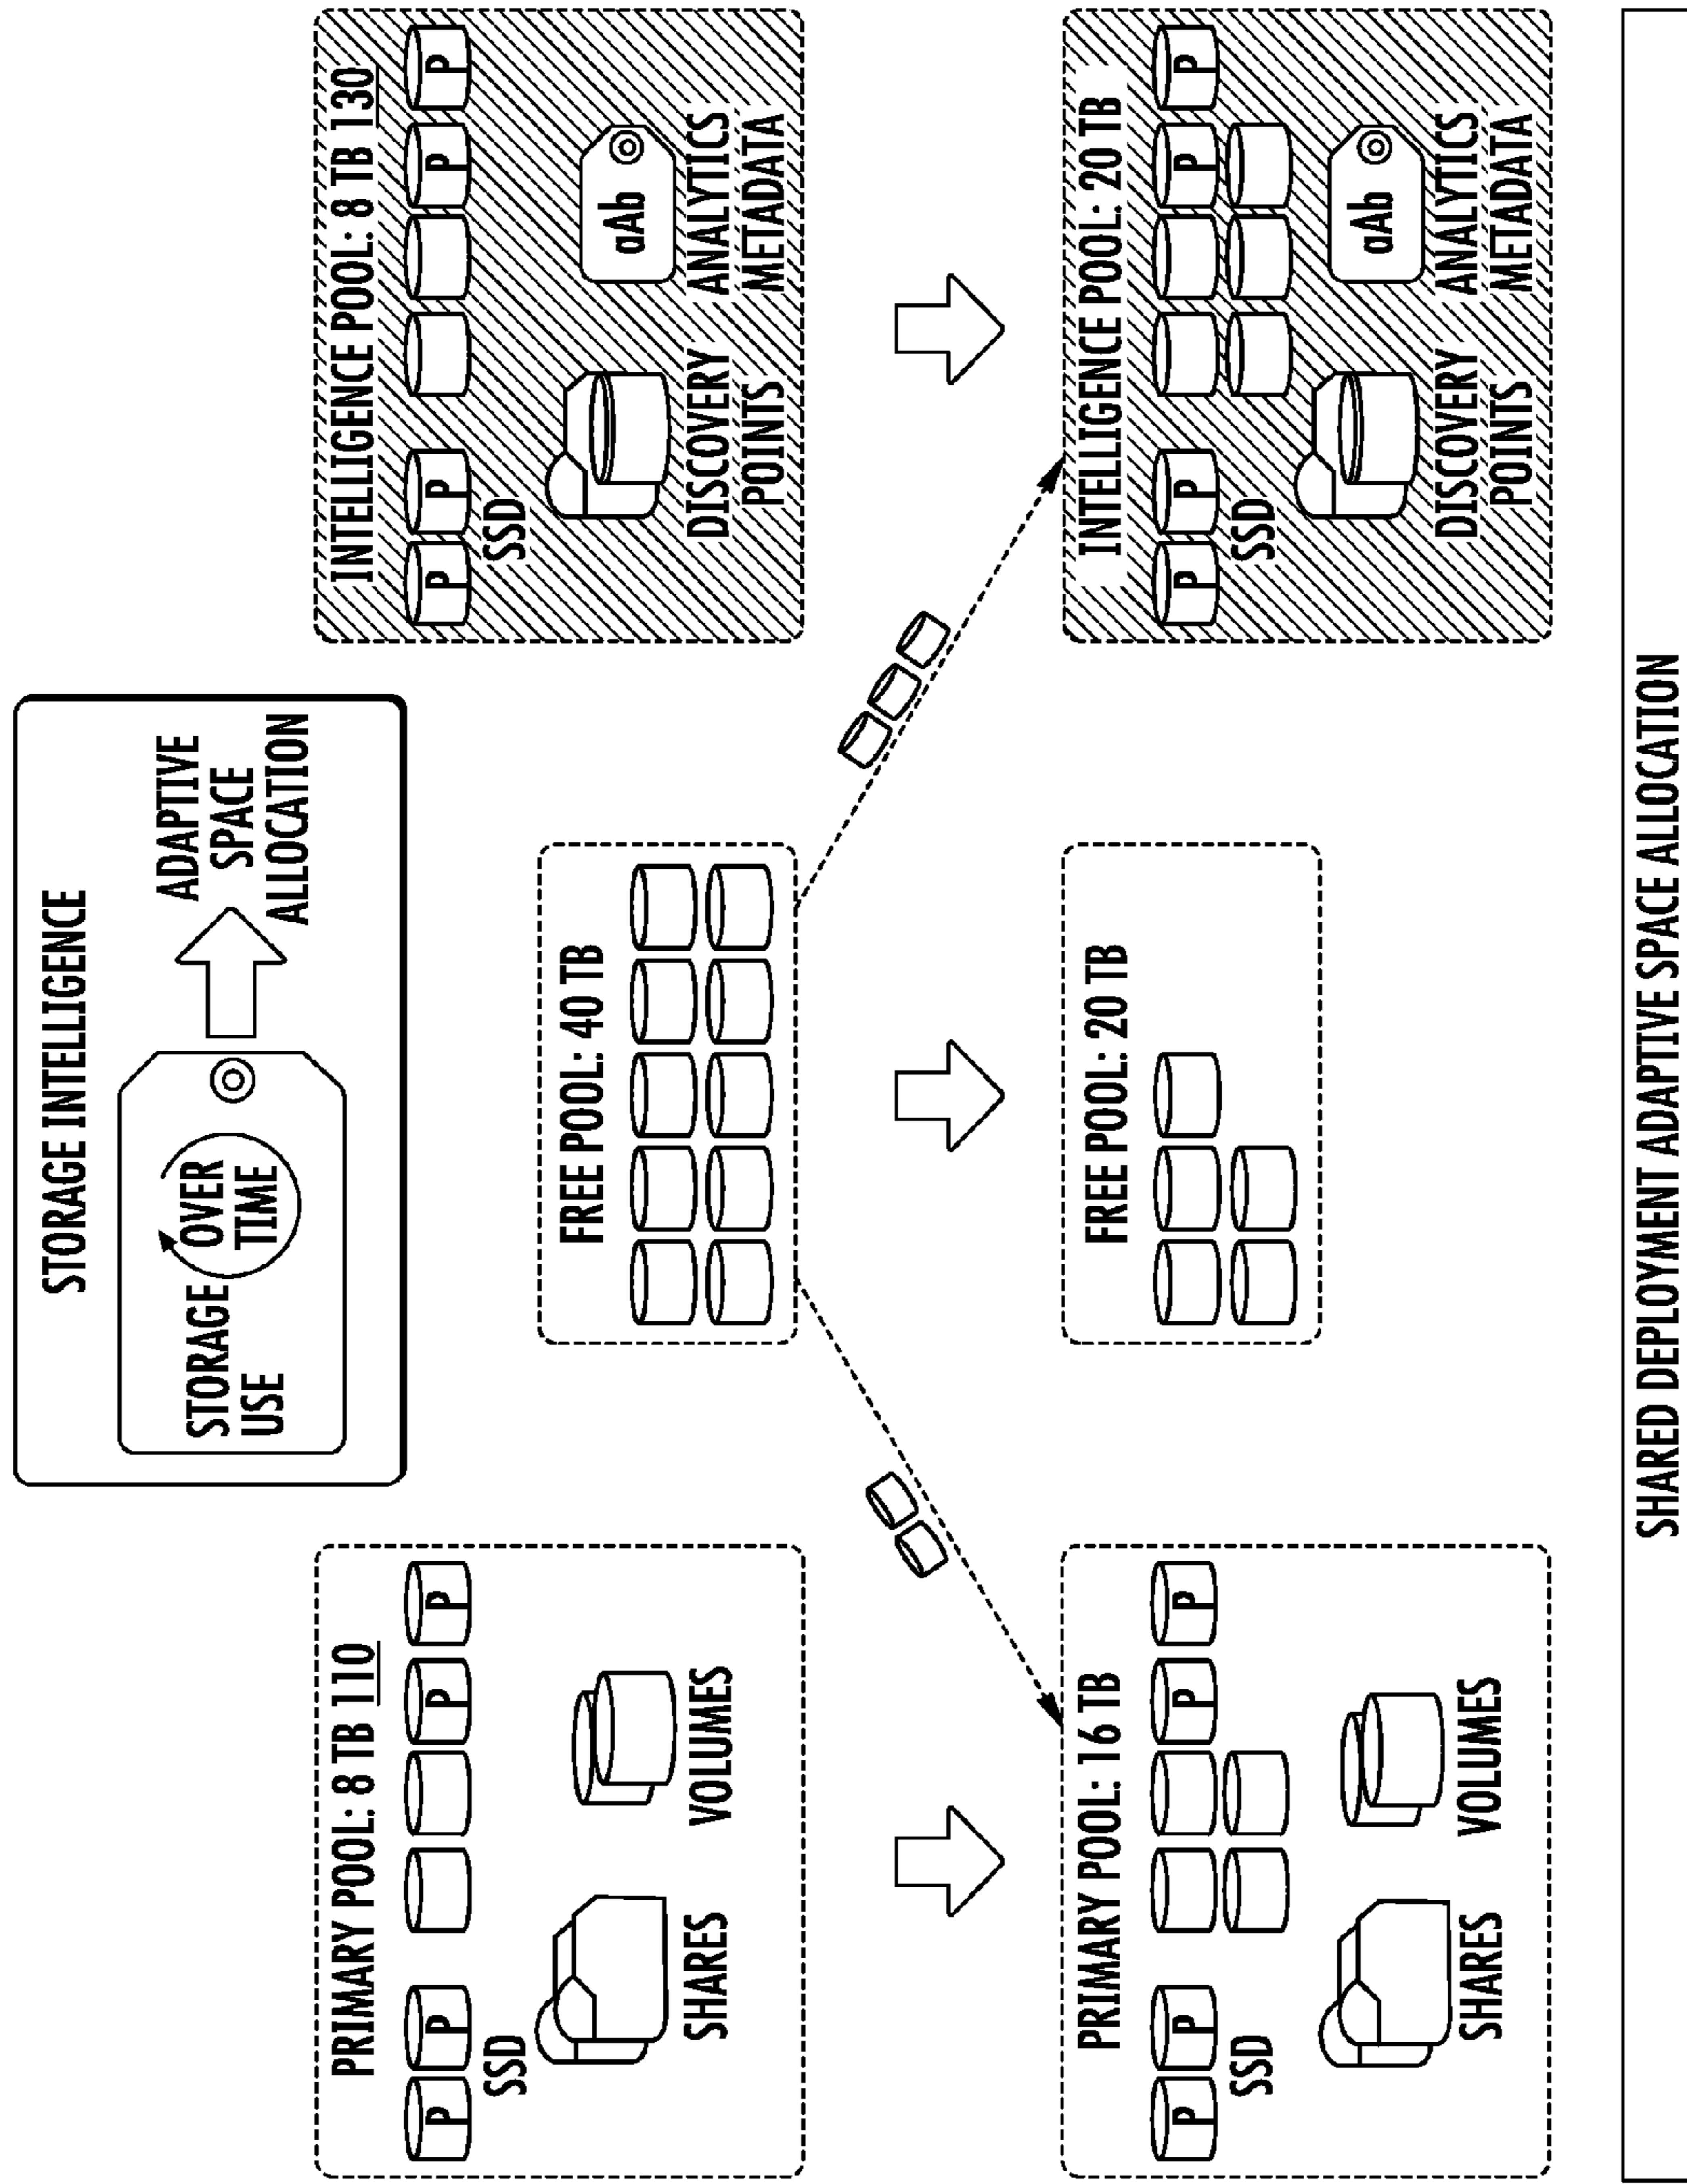 STORAGE INTELLIGENCE
STORAGE
USE
OVER
TIME
ADAPTIVE
SPACE
ALLOCATION
PRIMARY POOL: 8 TB 110
P P P P
SSD
SHARES
VOLUMES
FREE POOL: 40 TB
INTELLIGENCE POOL: 8 TB 130
P P P P
SSD
aAb
DISCOVERY
POINTS
ANALYTICS
METADATA
PRIMARY POOL: 16 TB
P P P P
SSD
SHARES
VOLUMES
FREE POOL: 20 TB
INTELLIGENCE POOL: 20 TB
P P P P
SSD
aAb
DISCOVERY
POINTS
ANALYTICS
METADATA
SHARED DEPLOYMENT ADAPTIVE SPACE ALLOCATION